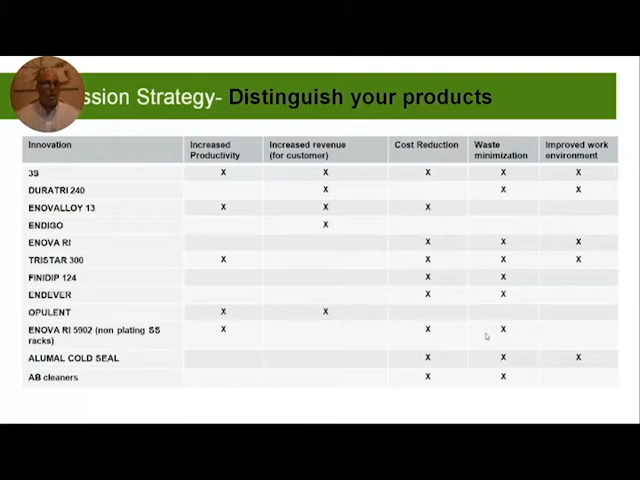 ssion Strategy- Distinguish your products
Innovation Increased Productivity Increased revenue (for customer) Cost Reduction Waste minimization Improved work environment
3S X X X X X
DURATRI 240 X X X
ENOVALLOY 13 X X X
ENDIGO X
ENOVA RI X X X
TRISTAR 300 X X X X
FINIDIP 124 X X
ENDEVER X X
OPULENT X X
ENOVA RI 5902 (non plating SS racks) X X X
ALUMAL COLD SEAL X X X
AB cleaners X X